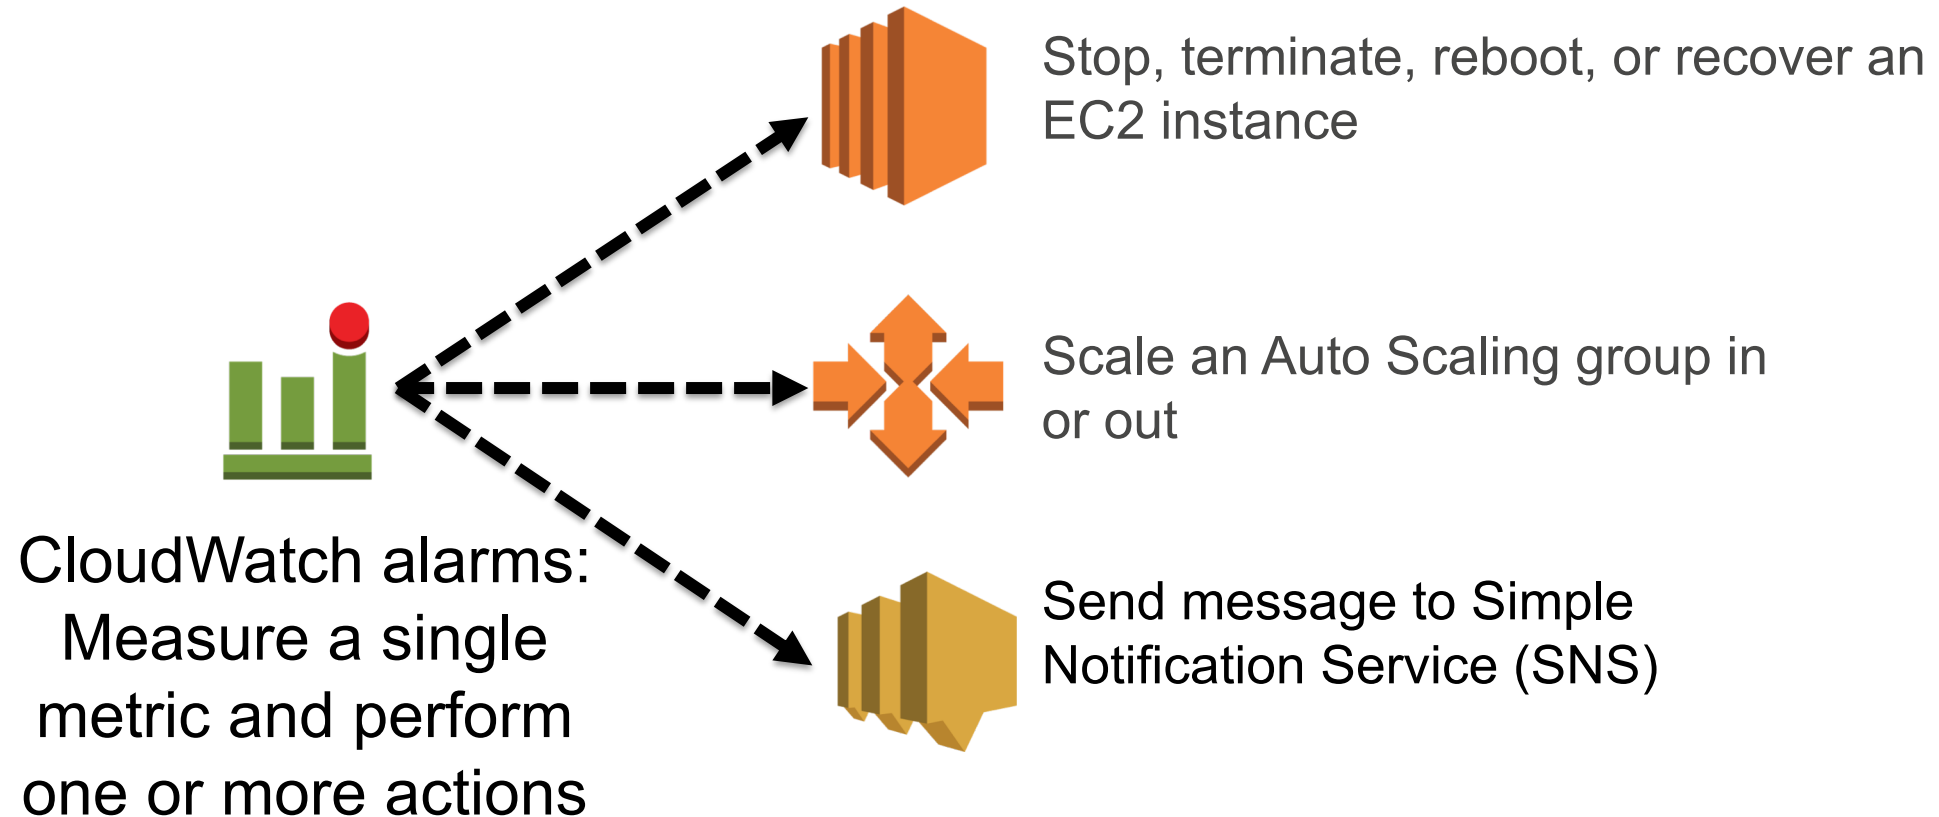 Stop, terminate, reboot, or recover an
EC2 instance
Scale an Auto Scaling group in
or out
CloudWatch alarms:
Measure a single
metric and perform
one or more actions
Send message to Simple
Notification Service (SNS)